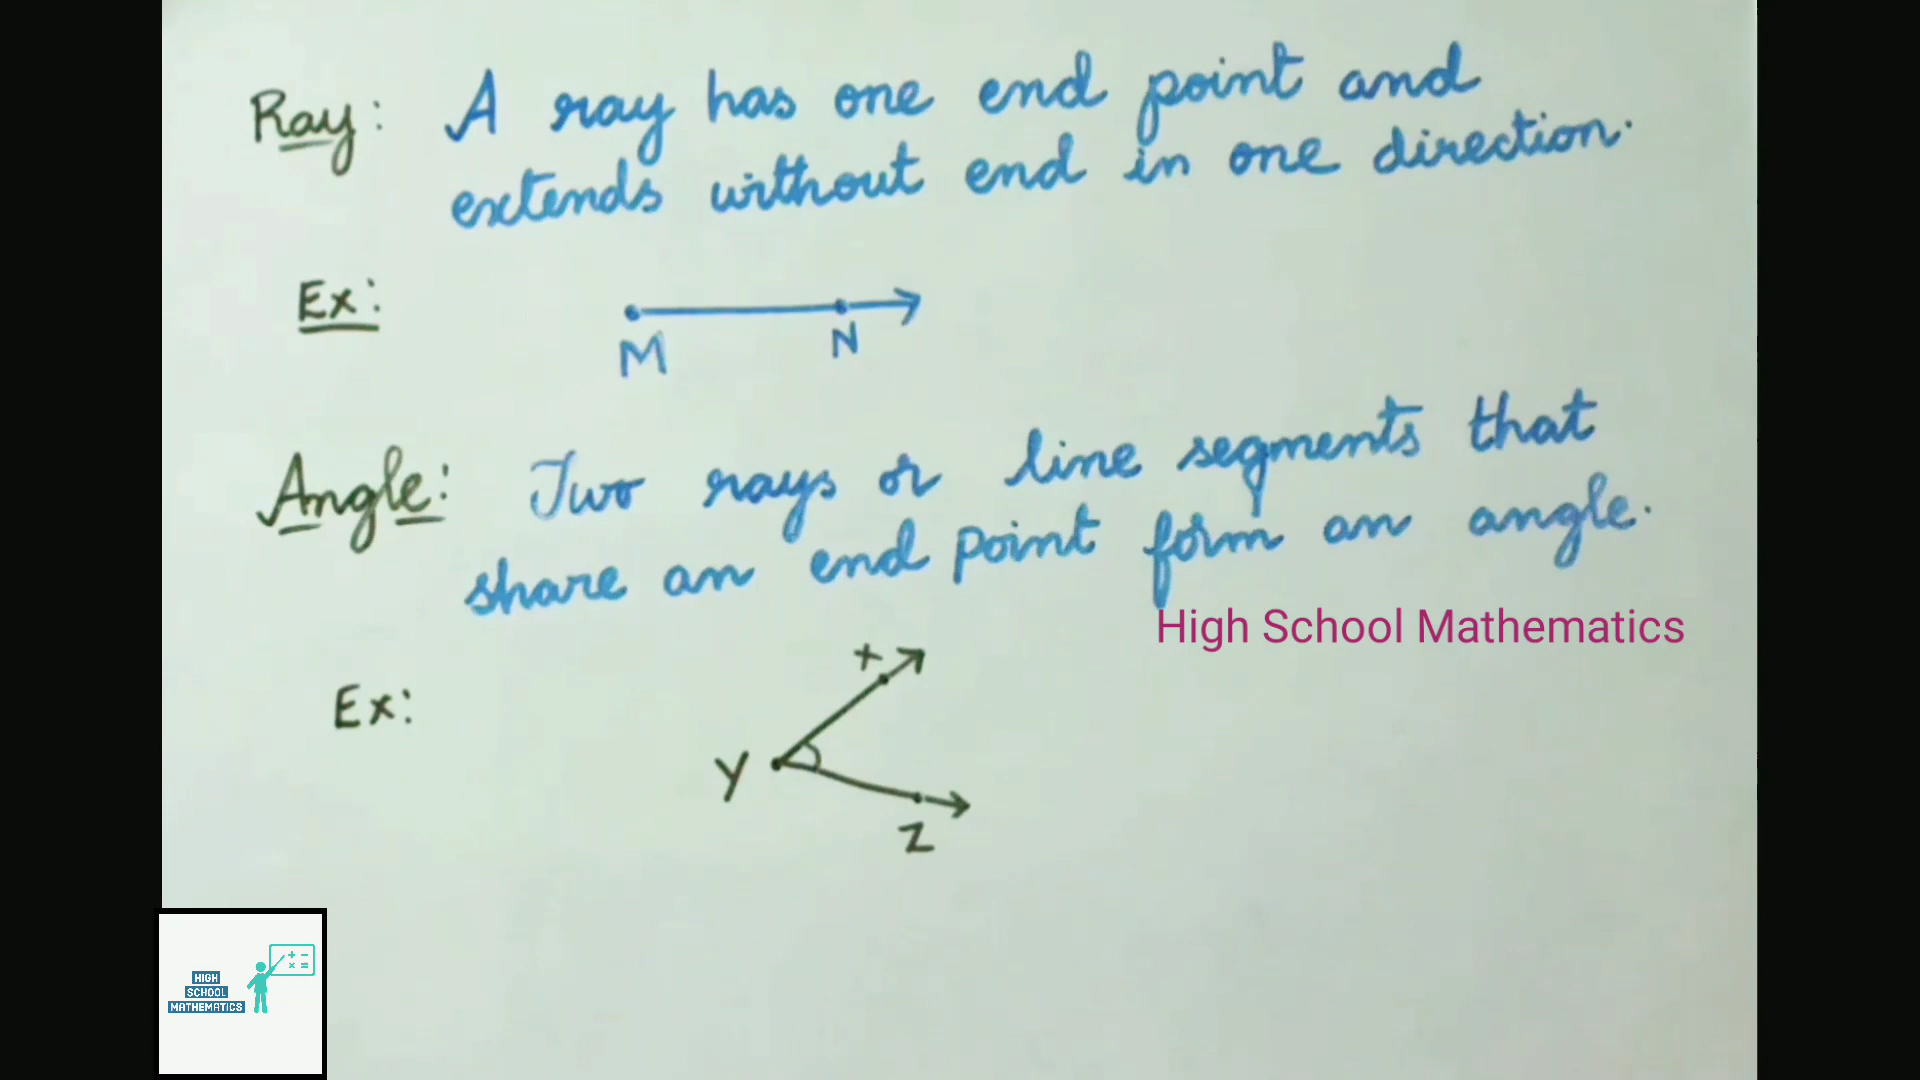 Ray: A ray has one end point and
extends without end in one direction.
Ex:
M N
Angle: Two rays or line segments that
share an end point form an angle.
High School Mathematics
Ex:
+
Y
Z
HIGH
SCHOOL
MATHEMATICS